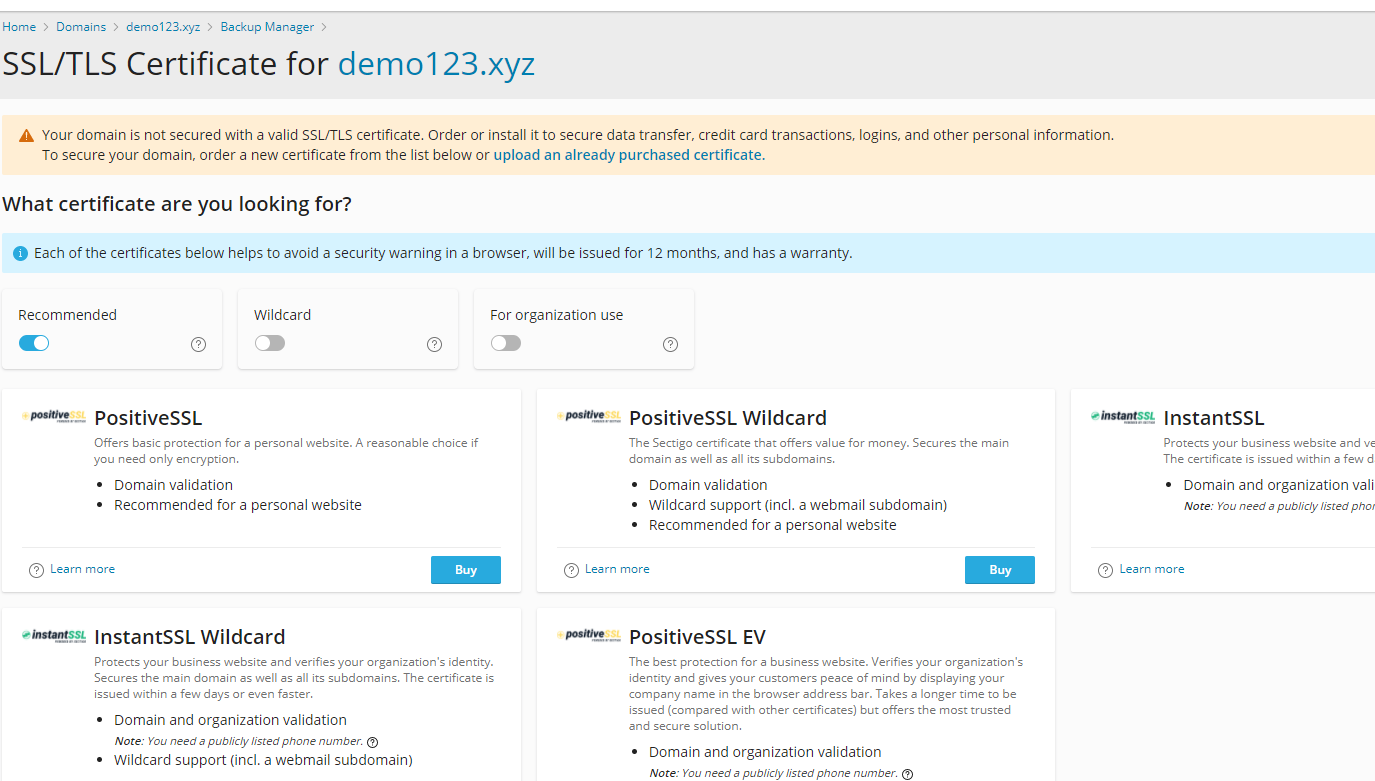 Home > Domains > demo123.xyz > Backup Manager >
SSL/TLS Certificate for demo123.xyz
Your domain is not secured with a valid SSL/TLS certificate. Order or install it to secure data transfer, credit card transactions, logins, and other personal information.
To secure your domain, order a new certificate from the list below or upload an already purchased certificate.
What certificate are you looking for?
Each of the certificates below helps to avoid a security warning in a browser, will be issued for 12 months, and has a warranty.
Recommended
Wildcard
For organization use
positiveSSL
PositiveSSL
Offers basic protection for a personal website. A reasonable choice if
you need only encryption.
• Domain validation
• Recommended for a personal website
? Learn more
Buy
positiveSSL
PositiveSSL Wildcard
The Sectigo certificate that offers value for money. Secures the main
domain as well as all its subdomains.
• Domain validation
• Wildcard support (incl. a webmail subdomain)
• Recommended for a personal website
? Learn more
Buy
instantSSL
InstantSSL
Protects your business website and ve
The certificate is issued within a few d
• Domain and organization vali
Note: You need a publicly listed phor
? Learn more
instantSSL
InstantSSL Wildcard
Protects your business website and verifies your organization's identity.
Secures the main domain as well as all its subdomains. The certificate is
issued within a few days or even faster.
• Domain and organization validation
Note: You need a publicly listed phone number. ?
• Wildcard support (incl. a webmail subdomain)
positiveSSL
PositiveSSL EV
The best protection for a business website. Verifies your organization's
identity and gives your customers peace of mind by displaying your
company name in the browser address bar. Takes a longer time to be
issued (compared with other certificates) but offers the most trusted
and secure solution.
• Domain and organization validation
Note: You need a publicly listed phone number. ?